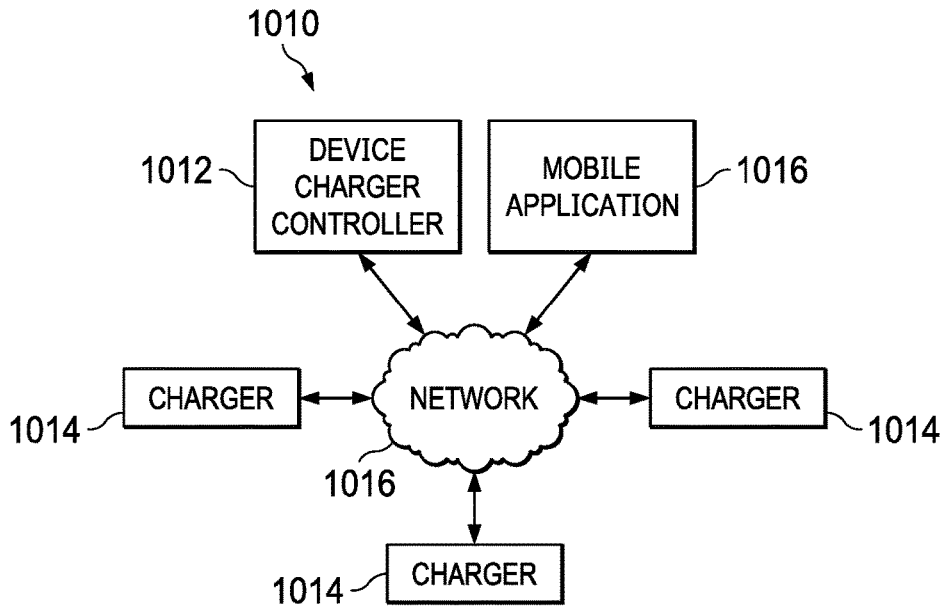 1010
DEVICE
CHARGER
CONTROLLER
1012
MOBILE
APPLICATION
1016
CHARGER
1014
NETWORK
1016
CHARGER
1014
CHARGER
1014